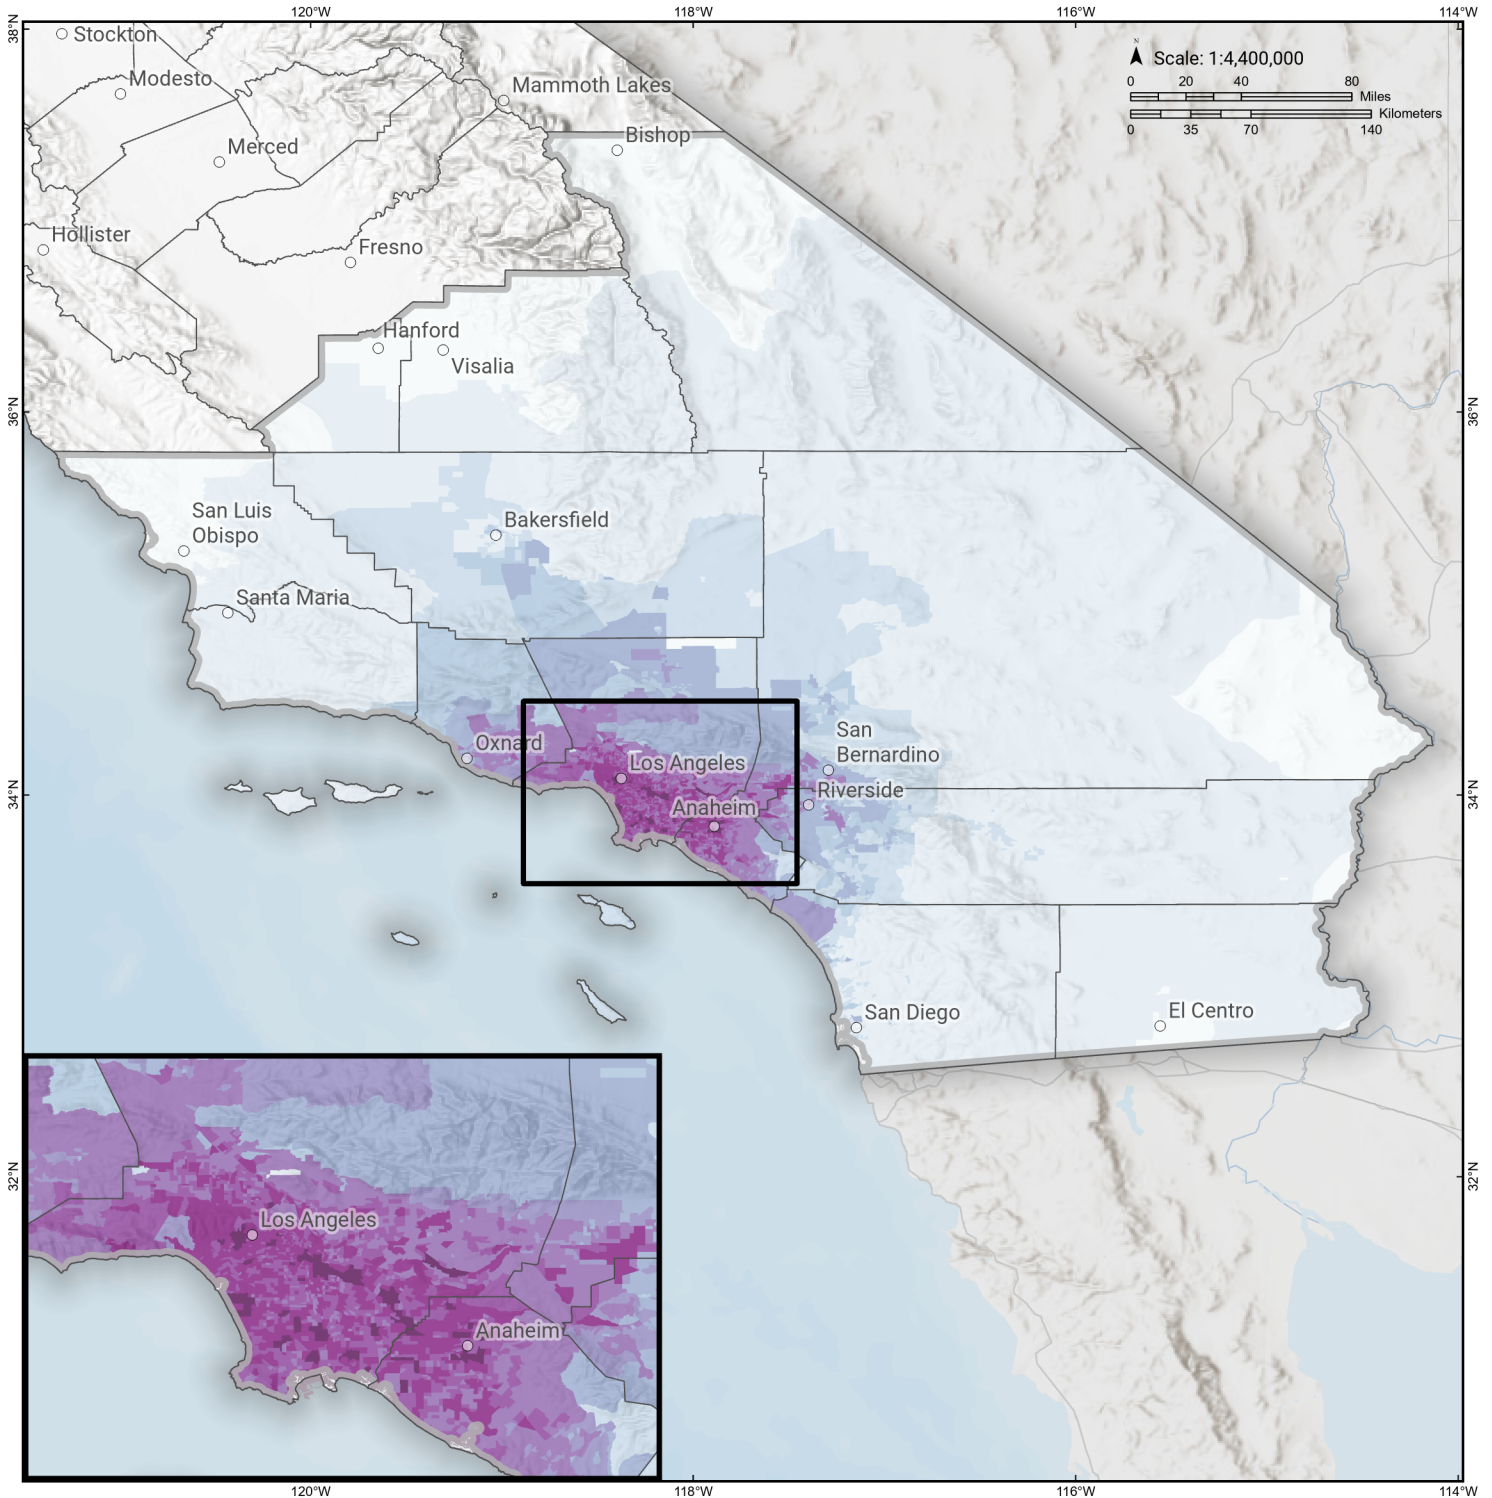 120°W
118°W
116°W
114°W
38°N
Stockton
Modesto
Mammoth Lakes
N
Scale: 1:4,400,000
0 20 40 80
Miles
Kilometers
0 35 70 140
Bishop
Merced
Hollister
Fresno
Hanford
Visalia
36°N
36°N
San Luis
Obispo
Bakersfield
Santa Maria
Oxnard
San
Bernardino
Los Angeles
Riverside
34°N
34°N
Anaheim
San Diego
El Centro
32°N
32°N
Los Angeles
Anaheim
120°W
118°W
116°W
114°W